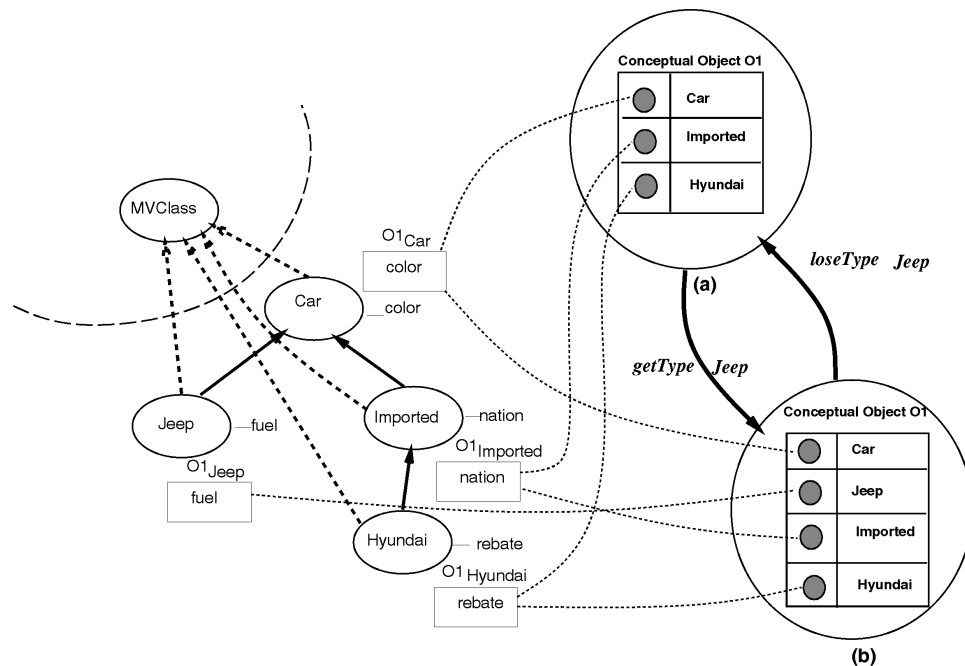 Conceptual Object O1
Car
Imported
Hyundai
MVClass
O1Car
color
loseType Jeep
(a)
Car
color
getType Jeep
Jeep
fuel
Imported
nation
Conceptual Object O1
Car
Jeep
Imported
Hyundai
O1Jeep
fuel
O1Imported
nation
Hyundai
rebate
O1Hyundai
rebate
(b)